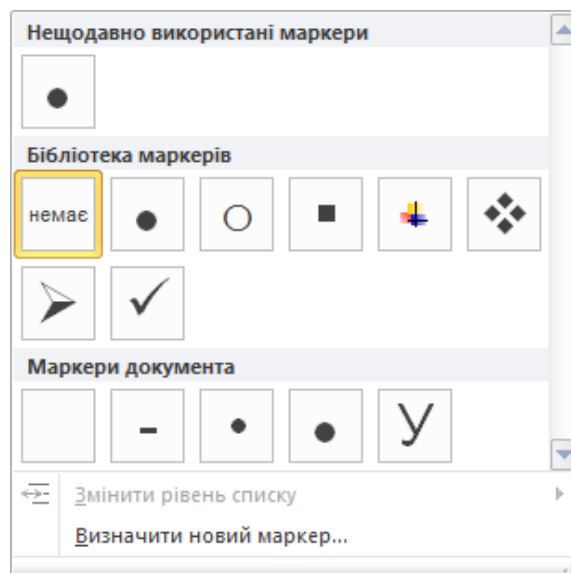 Нещодавно використані маркери
Бібліотека маркерів
немає
Маркери документа
У
Змінити рівень списку
Визначити новий маркер...